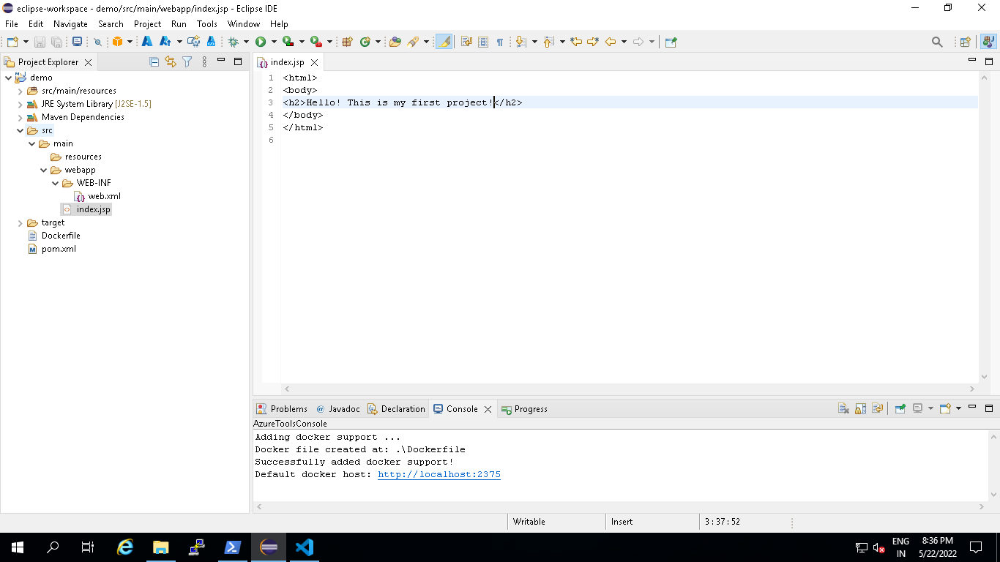 eclipse-workspace - demo/src/main/webapp/index.jsp - Eclipse IDE
File Edit Navigate Search Project Run Tools Window Help
Project Explorer
index.jsp
demo
src/main/resources
JRE System Library [J2SE-1.5]
Maven Dependencies
src
main
resources
webapp
WEB-INF
web.xml
index.jsp
target
Dockerfile
pom.xml
1 <html>
2 <body>
3 <h2>Hello! This is my first project!</h2>
4 </body>
5 </html>
6
Problems @ Javadoc Declaration Console Progress
AzureToolsConsole
Adding docker support ...
Docker file created at: .\Dockerfile
Successfully added docker support!
Default docker host: http://localhost:2375
Writable Insert 3 : 37 : 52
ENG 8:36 PM
IN 5/22/2022